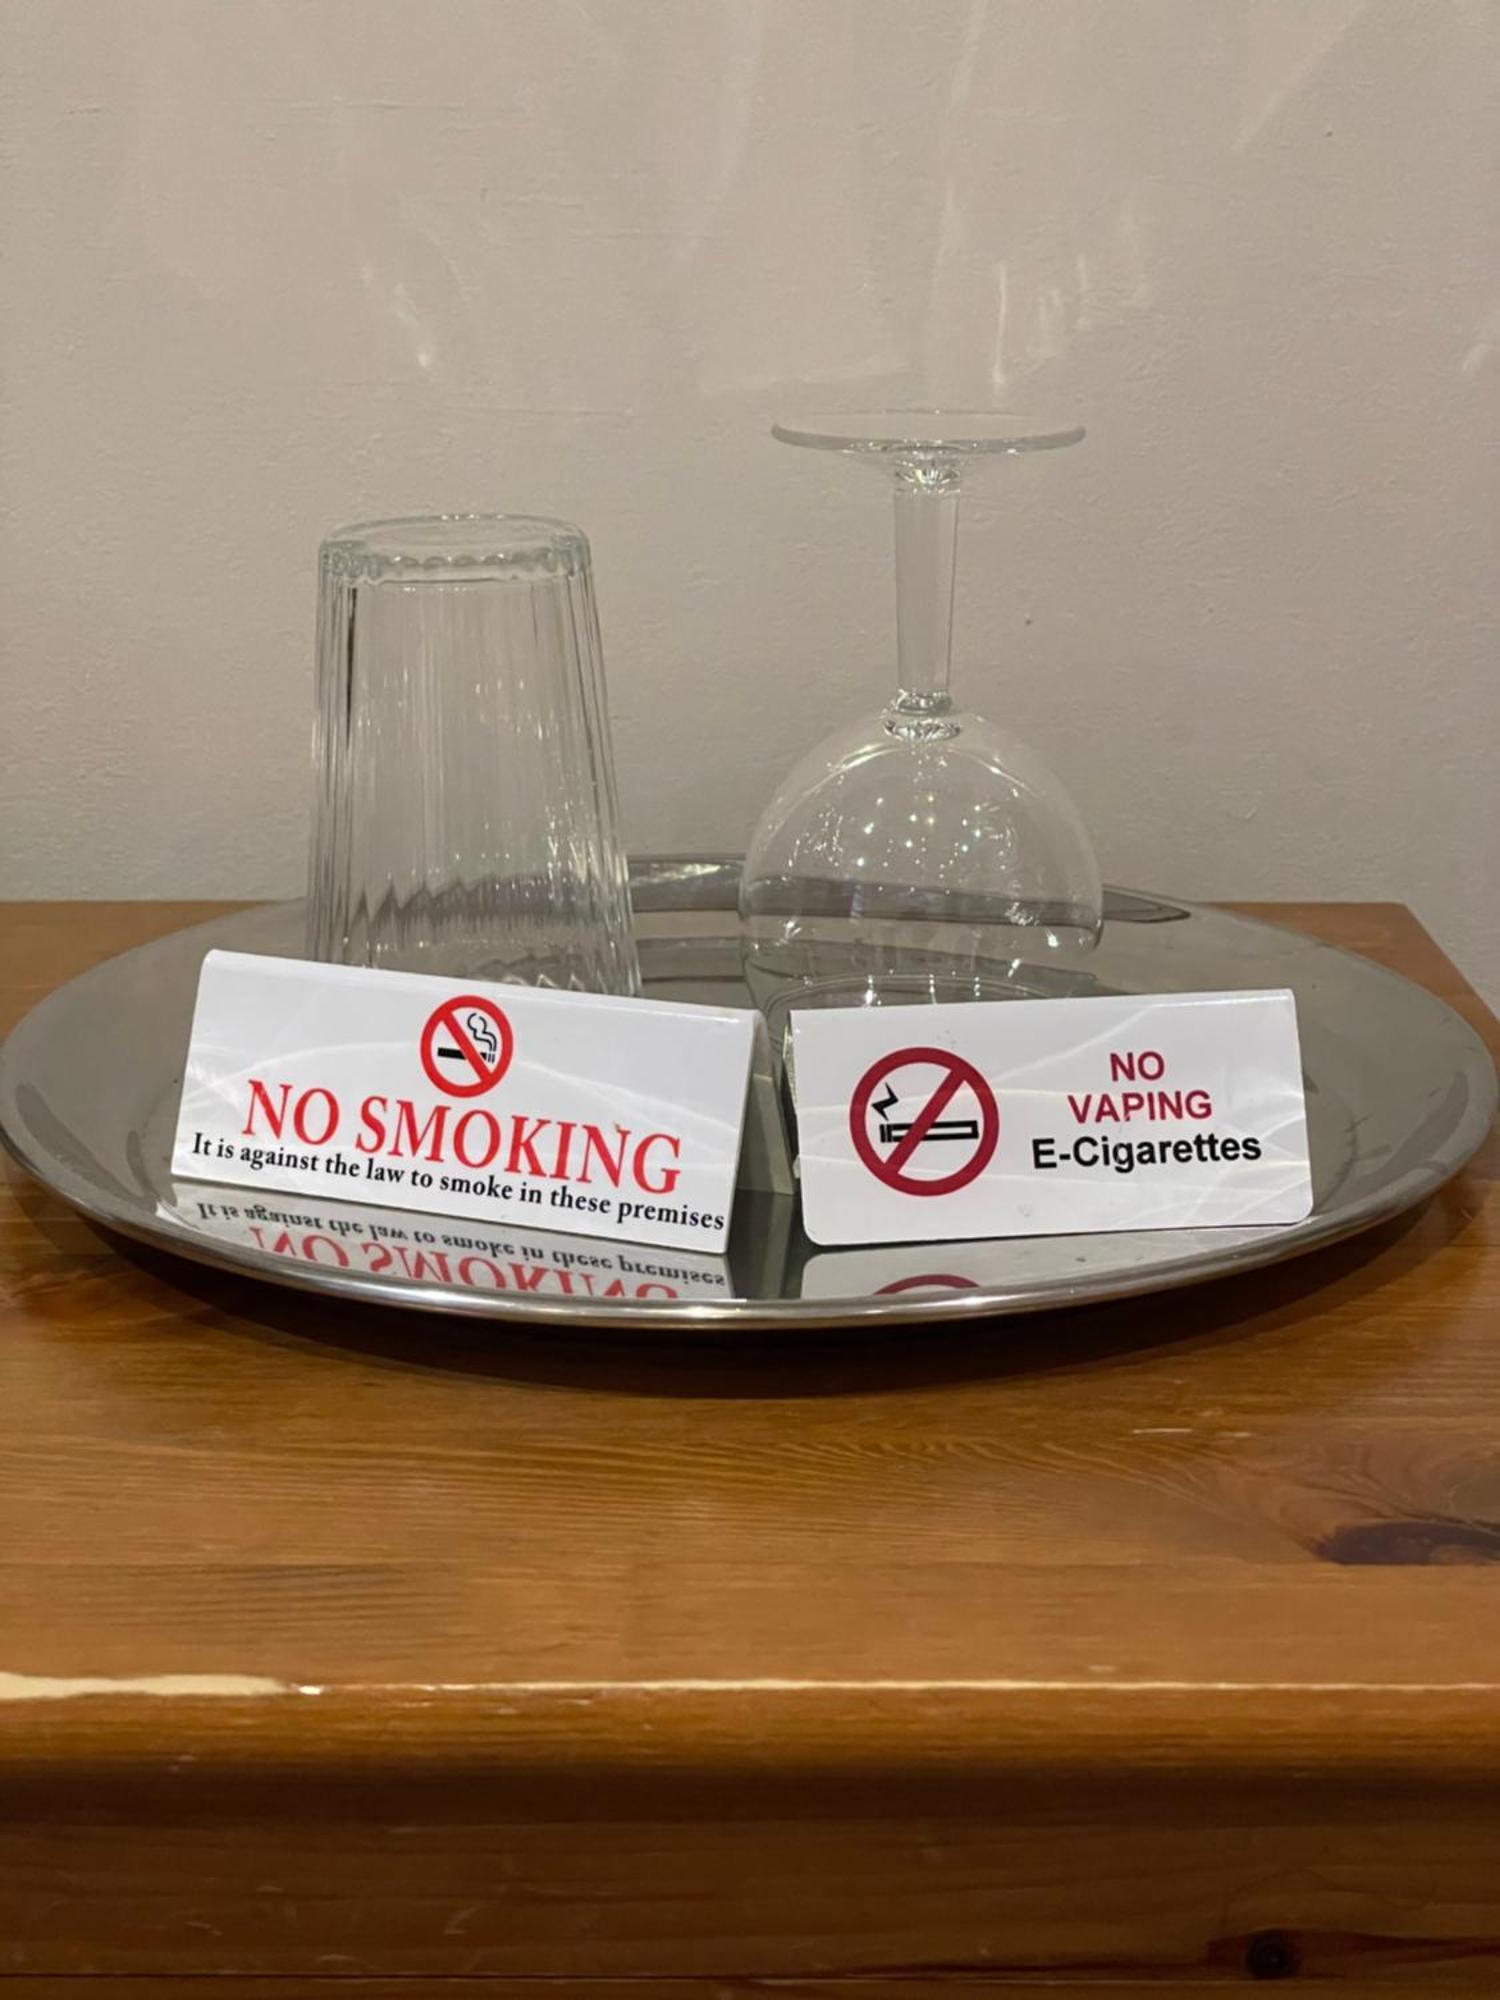 NO SMOKING
It is against the law to smoke in these premises
NO
VAPING
E-Cigarettes